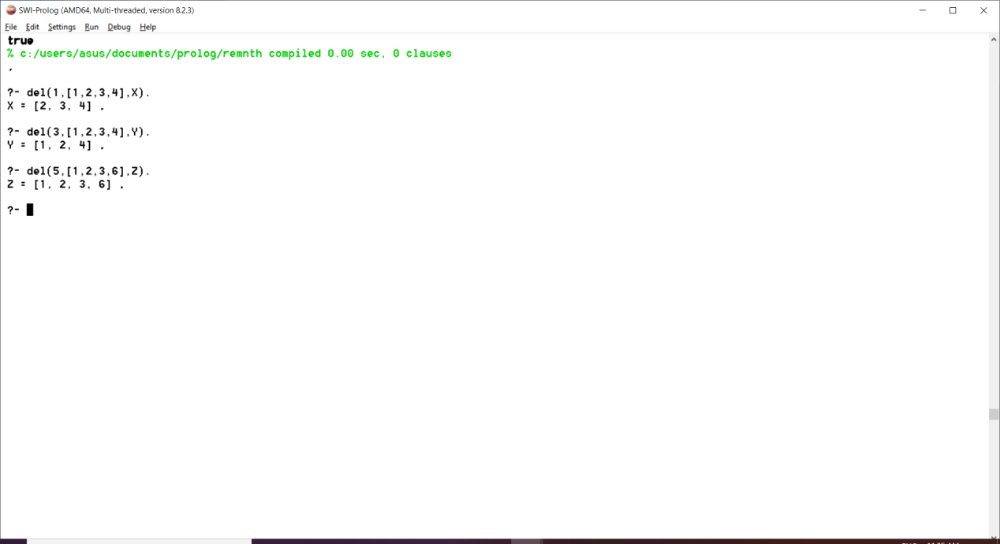 SWI-Prolog (AMD64, Multi-threaded, version 8.2.3)
File Edit Settings Run Debug Help
true
% c:/users/asus/documents/prolog/remnth compiled 0.00 sec, 0 clauses
.
?- del(1,[1,2,3,4],X).
X = [2, 3, 4] .
?- del(3,[1,2,3,4],Y).
Y = [1, 2, 4] .
?- del(5,[1,2,3,6],Z).
Z = [1, 2, 3, 6] .
?-